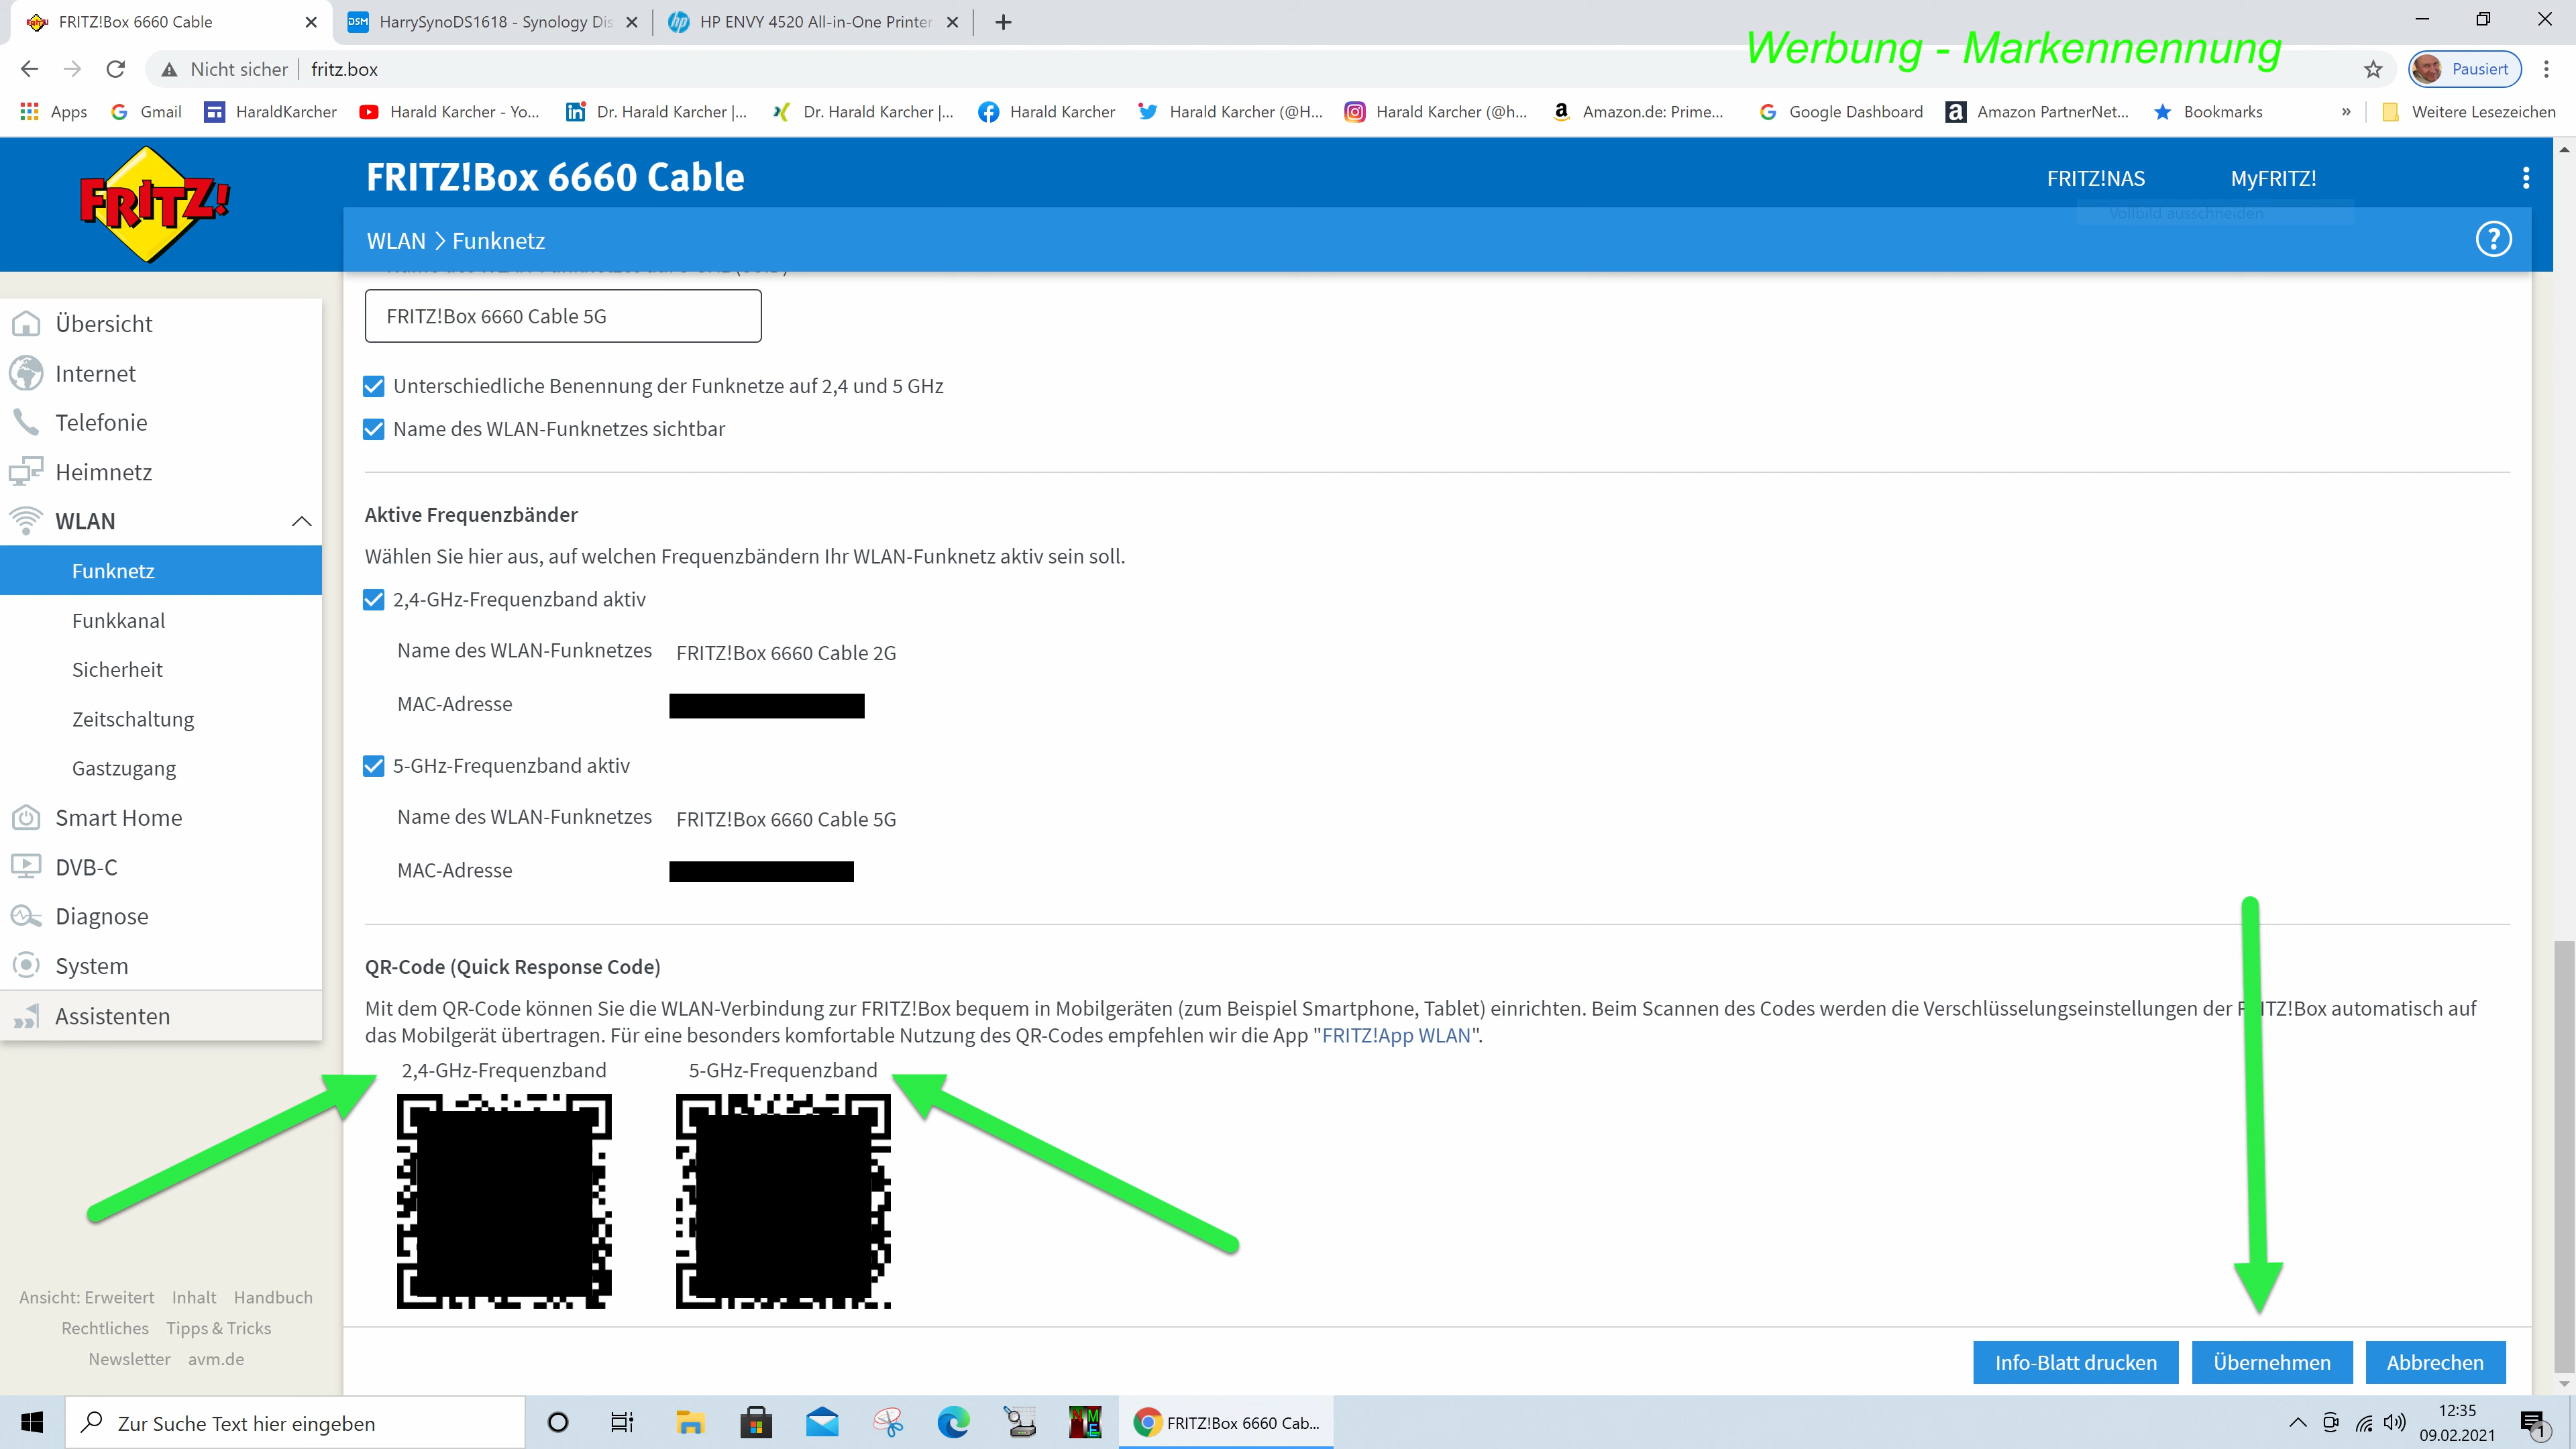 FRITZ!Box 6660 Cable
HarrySynoDS1618 - Synology Dis
HP ENVY 4520 All-in-One Printer
Werbung - Markennennung
Nicht sicher
fritz.box
Pausiert
Apps
Gmail
HaraldKarcher
Harald Karcher - Yo...
Dr. Harald Karcher |...
Dr. Harald Karcher |...
Harald Karcher
Harald Karcher (@H...
Harald Karcher (@h...
Amazon.de: Prime...
Google Dashboard
Amazon PartnerNet...
Bookmarks
»
Weitere Lesezeichen
FRITZ!
FRITZ!Box 6660 Cable
FRITZ!NAS
MyFRITZ!
Vollbild ausschneiden
WLAN > Funknetz
FRITZ!Box 6660 Cable 5G
Unterschiedliche Benennung der Funknetze auf 2,4 und 5 GHz
Name des WLAN-Funknetzes sichtbar
Aktive Frequenzbänder
Wählen Sie hier aus, auf welchen Frequenzbändern Ihr WLAN-Funknetz aktiv sein soll.
2,4-GHz-Frequenzband aktiv
Name des WLAN-Funknetzes FRITZ!Box 6660 Cable 2G
MAC-Adresse
5-GHz-Frequenzband aktiv
Name des WLAN-Funknetzes FRITZ!Box 6660 Cable 5G
MAC-Adresse
QR-Code (Quick Response Code)
Mit dem QR-Code können Sie die WLAN-Verbindung zur FRITZ!Box bequem in Mobilgeräten (zum Beispiel Smartphone, Tablet) einrichten. Beim Scannen des Codes werden die Verschlüsselungseinstellungen der FRITZ!Box automatisch auf
das Mobilgerät übertragen. Für eine besonders komfortable Nutzung des QR-Codes empfehlen wir die App "FRITZ!App WLAN".
2,4-GHz-Frequenzband
5-GHz-Frequenzband
Info-Blatt drucken
Übernehmen
Abbrechen
Übersicht
Internet
Telefonie
Heimnetz
WLAN
Funknetz
Funkkanal
Sicherheit
Zeitschaltung
Gastzugang
Smart Home
DVB-C
Diagnose
System
Assistenten
Ansicht: Erweitert Inhalt Handbuch
Rechtliches Tipps & Tricks
Newsletter avm.de
Zur Suche Text hier eingeben
FRITZ!Box 6660 Cab...
12:35
09.02.2021
1